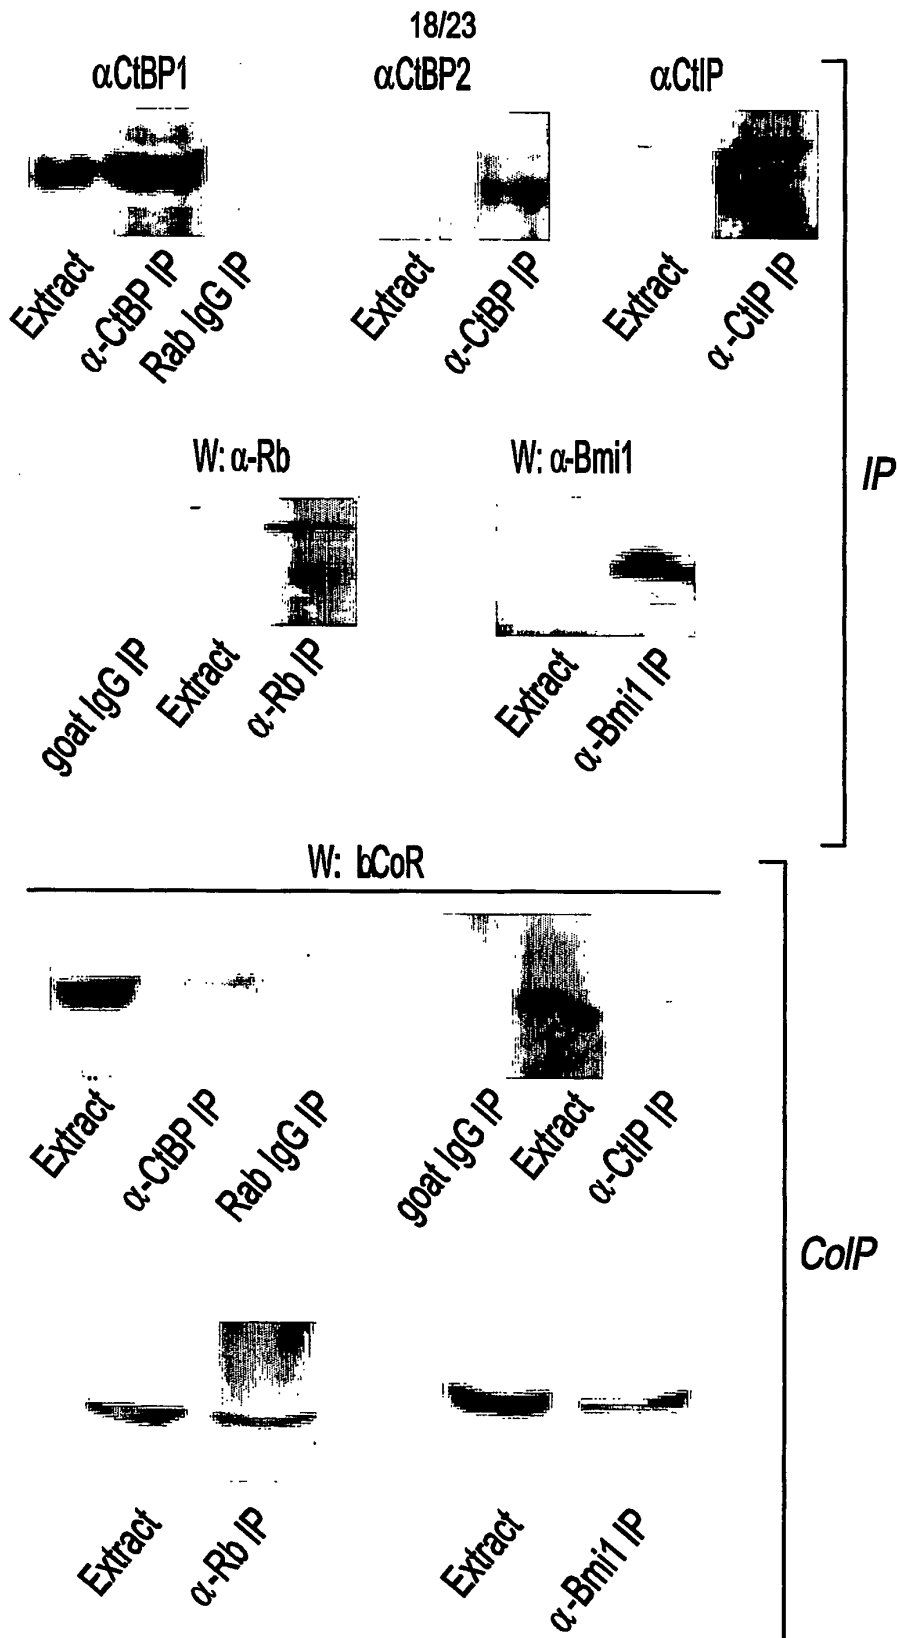 18/23
αCtBP1 αCtBP2 αCtIP
Extract α-CtBP IP Rab IgG IP Extract α-CtBP IP Extract α-CtIP IP
IP
W: α-Rb W: α-Bmi1
goat IgG IP Extract α-Rb IP Extract α-Bmi1 IP
W: bCoR
Extract α-CtBP IP Rab IgG IP goat IgG IP Extract α-CtIP IP
CoIP
Extract α-Rb IP Extract α-Bmi1 IP